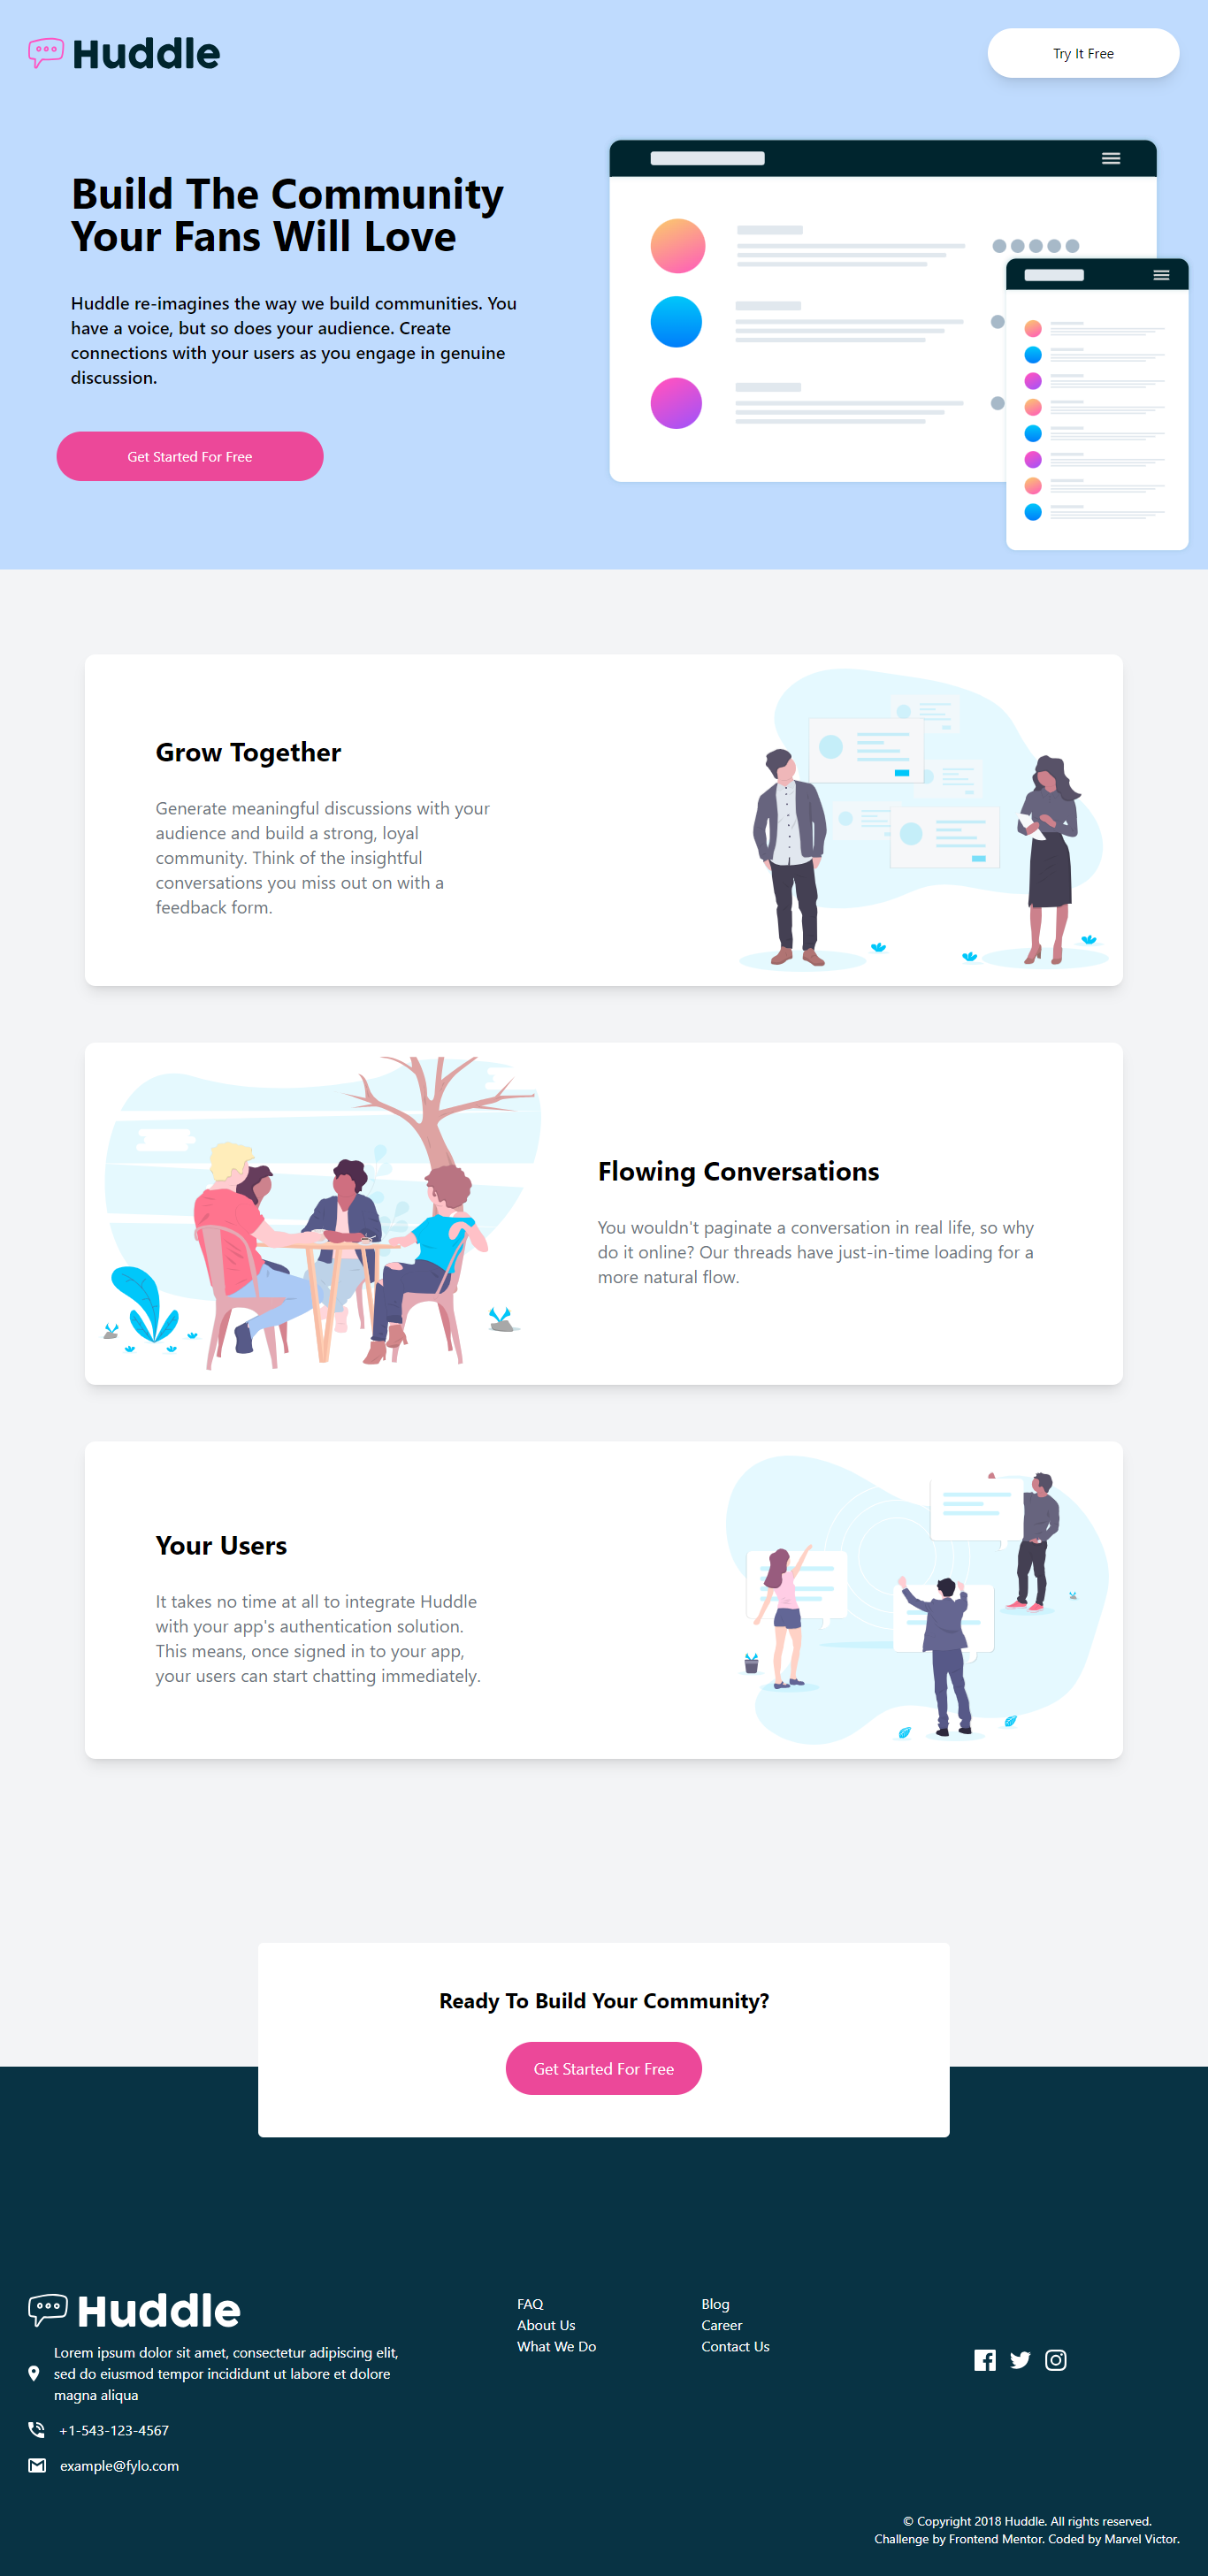 Huddle
Try It Free
Build The Community
Your Fans Will Love
Huddle re-imagines the way we build communities. You
have a voice, but so does your audience. Create
connections with your users as you engage in genuine
discussion.
Get Started For Free
Grow Together
Generate meaningful discussions with your
audience and build a strong, loyal
community. Think of the insightful
conversations you miss out on with a
feedback form.
Flowing Conversations
You wouldn't paginate a conversation in real life, so why
do it online? Our threads have just-in-time loading for a
more natural flow.
Your Users
It takes no time at all to integrate Huddle
with your app's authentication solution.
This means, once signed in to your app,
your users can start chatting immediately.
Ready To Build Your Community?
Get Started For Free
Huddle
Lorem ipsum dolor sit amet, consectetur adipiscing elit,
sed do eiusmod tempor incididunt ut labore et dolore
magna aliqua
+1-543-123-4567
example@fylo.com
FAQ
About Us
What We Do
Blog
Career
Contact Us
© Copyright 2018 Huddle. All rights reserved.
Challenge by Frontend Mentor. Coded by Marvel Victor.